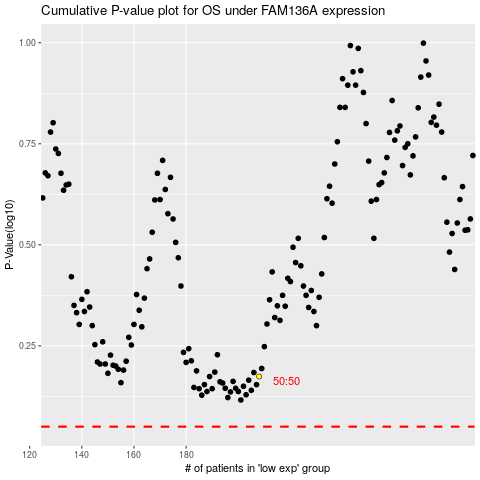 Cumulative P-value plot for OS under FAM136A expression
1.00
0.75
0.50
0.25
P-Value(log10)
50:50
120 140 160 180
# of patients in 'low exp' group